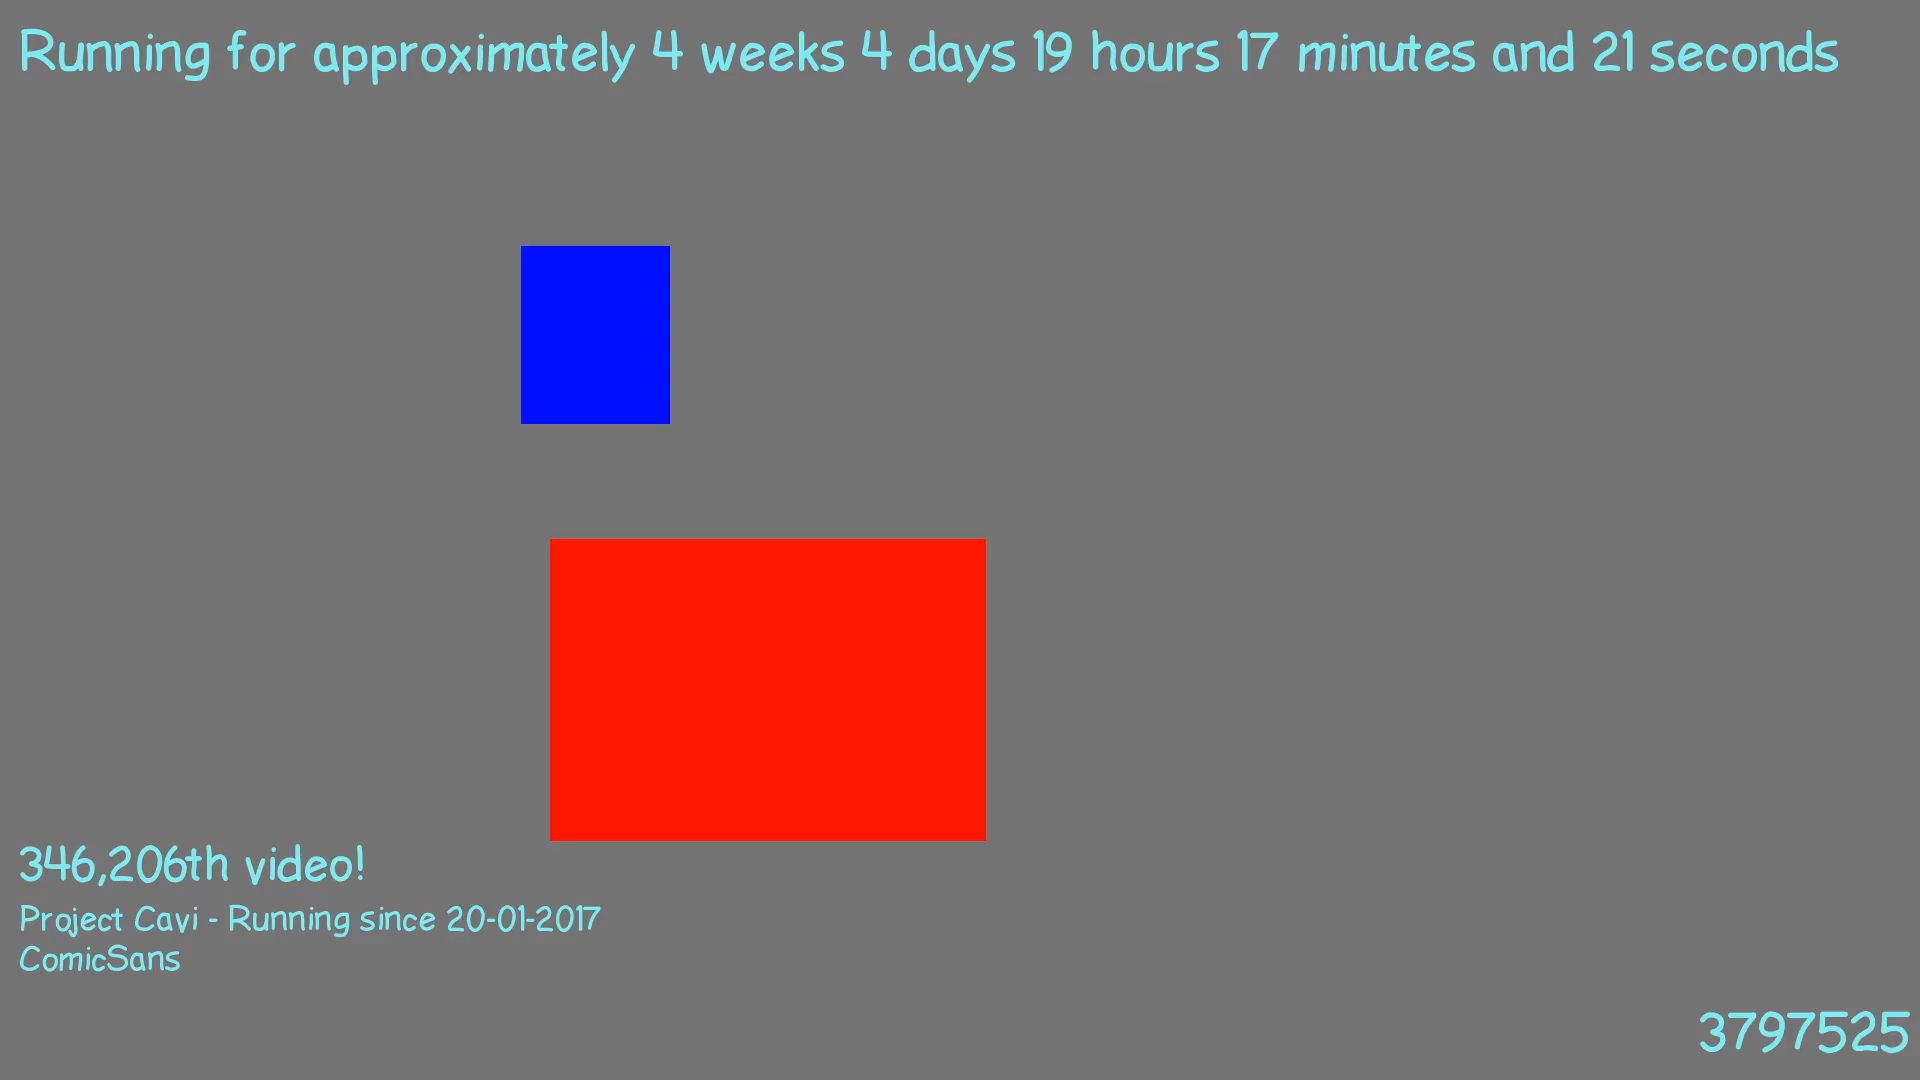 Running for approximately 4 weeks 4 days 19 hours 17 minutes and 21 seconds
346,206th video!
Project Cavi - Running since 20-01-2017
ComicSans
3797525